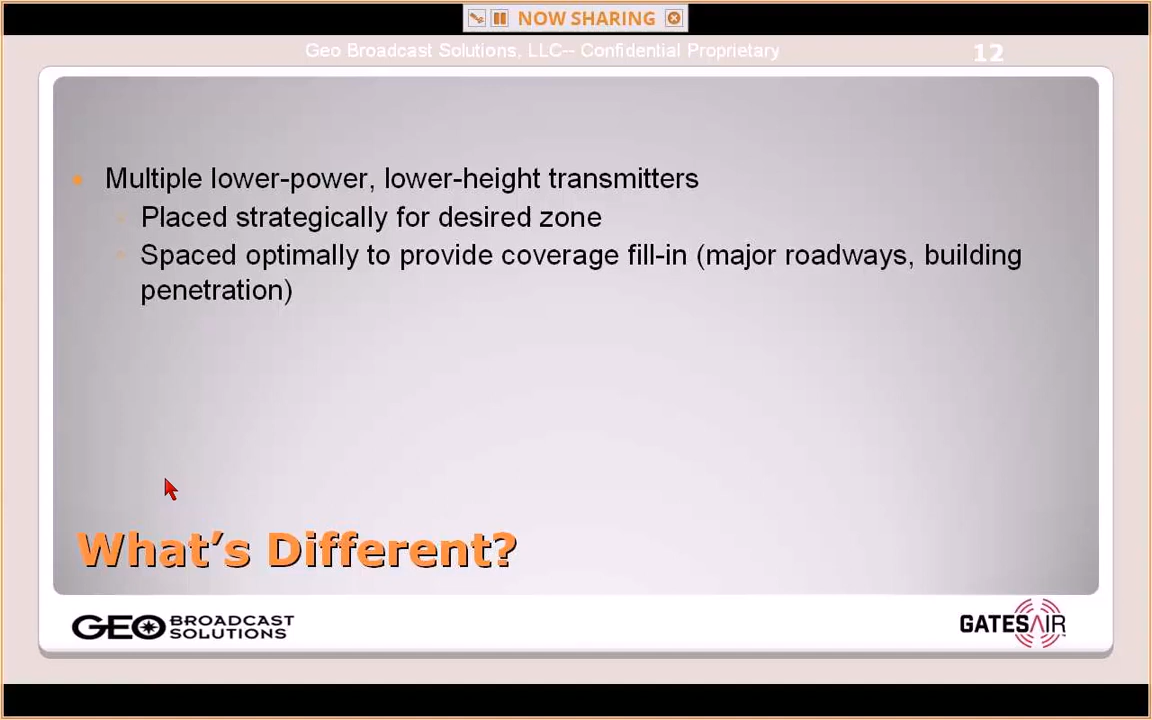 NOW SHARING
Geo Broadcast Solutions, LLC-- Confidential Proprietary
12
Multiple lower-power, lower-height transmitters
Placed strategically for desired zone
Spaced optimally to provide coverage fill-in (major roadways, building
penetration)
What's Different?
GEO BROADCAST
SOLUTIONS
GATESAIR